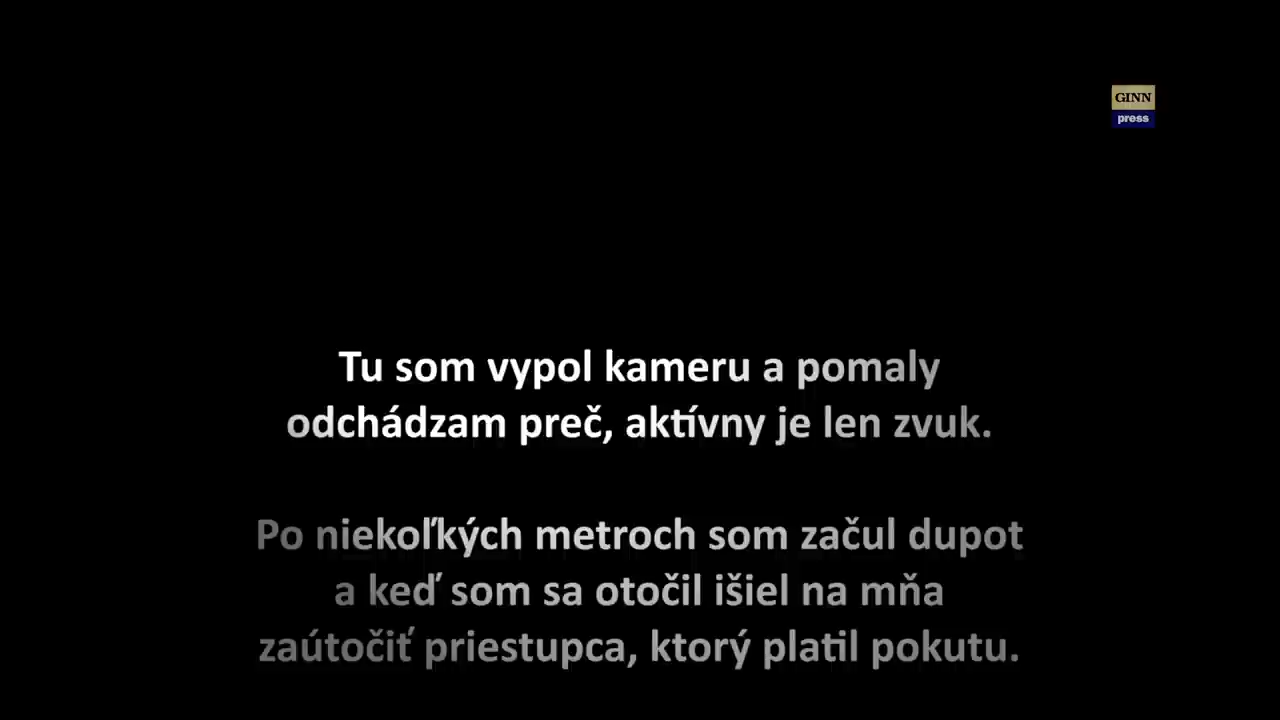 GINN
press
Tu som vypol kameru a pomaly
odchádzam preč, aktívny je len zvuk.
Po niekoľkých metroch som začul dupot
a keď som sa otočil išiel na mňa
zaútočiť priestupca, ktorý platil pokutu.